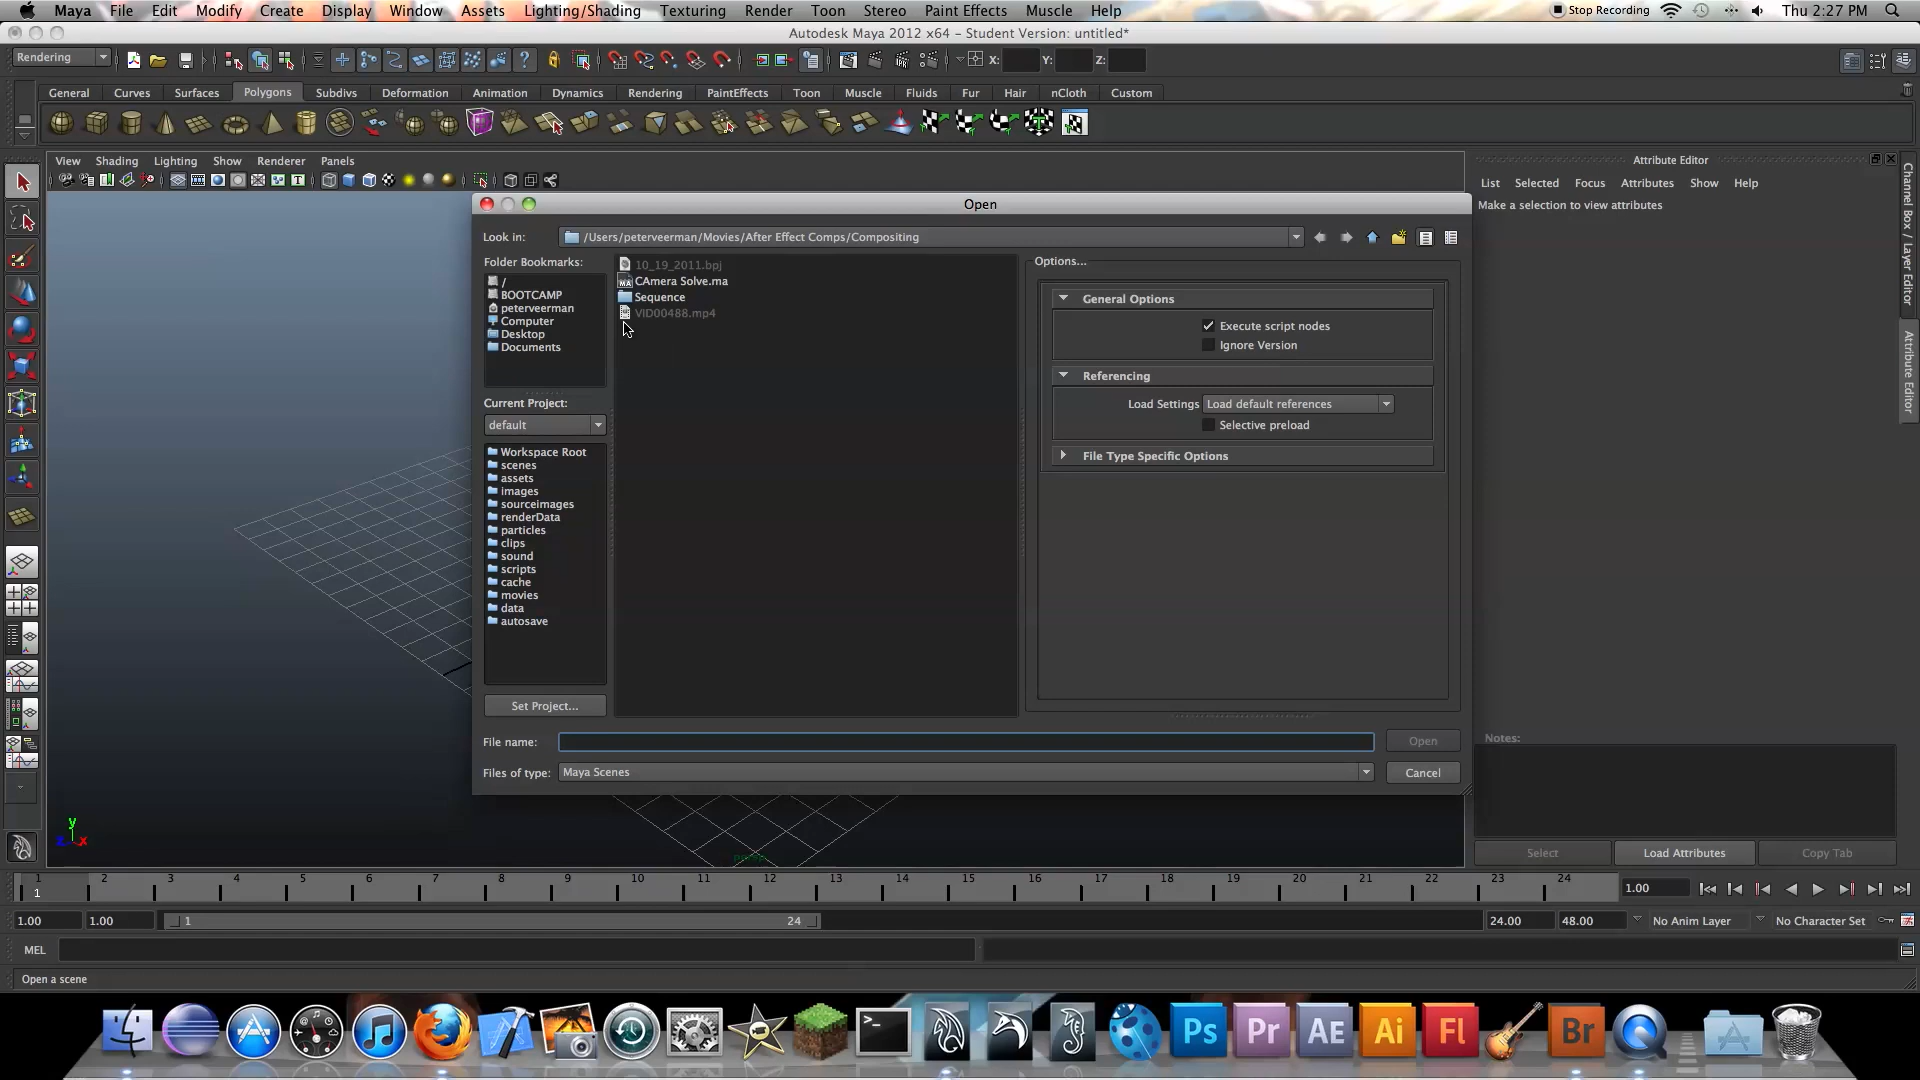 Maya File Edit Modify Create Display Window Assets Lighting/Shading Texturing Render Toon Stereo Paint Effects Muscle Help Stop Recording Thu 2:27 PM
Autodesk Maya 2012 x64 – Student Version: untitled*
Rendering X: Y: Z:
General Curves Surfaces Polygons Subdivs Deformation Animation Dynamics Rendering PaintEffects Toon Muscle Fluids Fur Hair nCloth Custom
View Shading Lighting Show Renderer Panels
Attribute Editor
List Selected Focus Attributes Show Help
Make a selection to view attributes
Channel Box / Layer Editor
Attribute Editor
Open
Look in: /Users/peterveerman/Movies/After Effect Comps/Compositing
Folder Bookmarks:
/
BOOTCAMP
peterveerman
Computer
Desktop
Documents
Current Project:
default
Workspace Root
scenes
assets
images
sourceimages
renderData
particles
clips
sound
scripts
cache
movies
data
autosave
Set Project...
10_19_2011.bpj
CAmera Solve.ma
Sequence
VID00488.mp4
Options...
General Options
Execute script nodes
Ignore Version
Referencing
Load Settings Load default references
Selective preload
File Type Specific Options
File name: Open
Files of type: Maya Scenes Cancel
Notes:
Select Load Attributes Copy Tab
y
x
persp
1 2 3 4 5 6 7 8 9 10 11 12 13 14 15 16 17 18 19 20 21 22 23 24
1 1.00
1.00 1.00 1 24 24.00 48.00 No Anim Layer No Character Set
MEL
Open a scene
Ps Pr AE Ai Fl Br